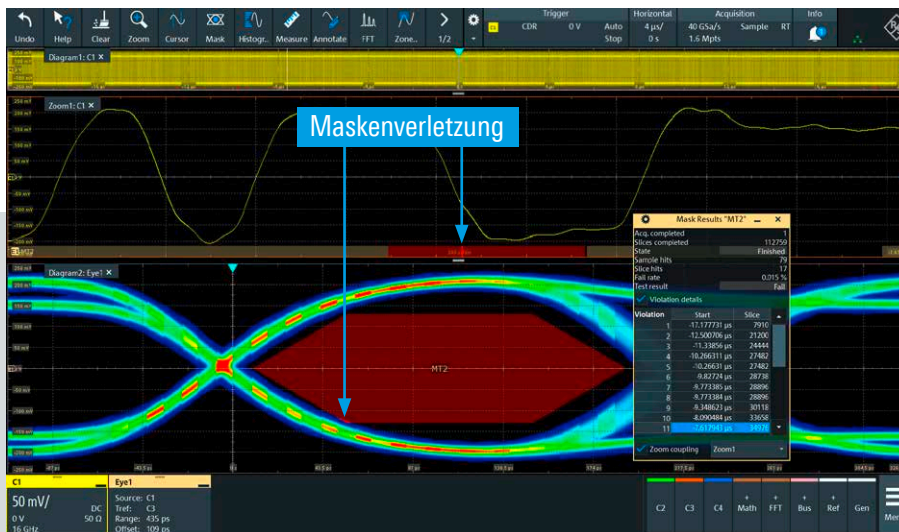 Trigger
Horizontal
Acquisition
Info
CDR 0 V Auto
4 µs/
40 GSa/s Sample RT
Stop
0 s
1.6 Mpts
Undo Help Clear Zoom Cursor Mask Histogr... Measure Annotate FFT Zone... 1/2
Diagram1: C1 ×
Zoom1: C1 ×
Maskenverletzung
Mask Results "MT2" – ×
Acq. completed 1
Slices completed 112759
State Finished
Sample hits 79
Slice hits 17
Fail rate 0.015 %
Test result Fail
Violation details
Violation Start Slice
1 -17.177731 µs 7910
2 -12.500706 µs 21200
3 -11.33856 µs 24444
4 -10.266311 µs 27482
5 -10.26631 µs 27482
6 -9.82724 µs 28738
7 -9.773385 µs 28896
8 -9.773384 µs 28896
9 -9.348623 µs 30118
10 -8.090484 µs 33658
11 -7.617943 µs 34976
Zoom coupling Zoom1
MT2
Diagram2: Eye1 ×
MT2
C1
50 mV/ DC
0 V 50 Ω
16 GHz
Eye1
Source: C1
Tref: C3
Range: 435 ps
Offset: 109 ps
C2 C3 C4 + Math + FFT + Bus + Ref Gen